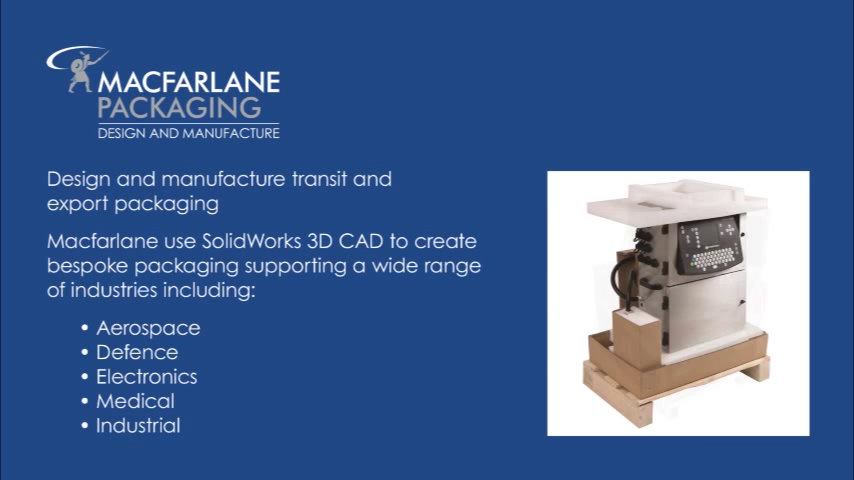 MACFARLANE
PACKAGING
DESIGN AND MANUFACTURE
Design and manufacture transit and
export packaging
Macfarlane use SolidWorks 3D CAD to create
bespoke packaging supporting a wide range
of industries including:
• Aerospace
• Defence
• Electronics
• Medical
• Industrial